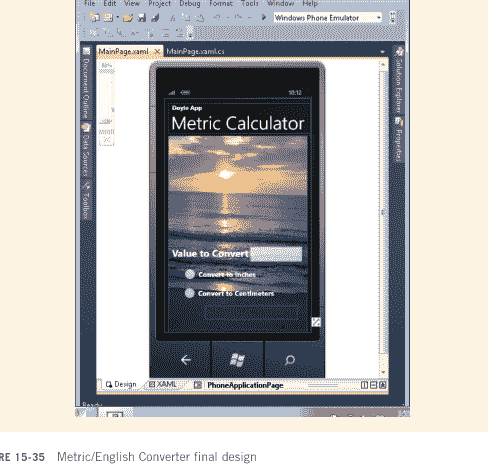 File Edit View Project Debug Format Tools Window Help
Windows Phone Emulator
MainPage.xaml MainPage.xaml.cs
Document Outline
Data Sources
Toolbox
Solution Explorer
Properties
10:12
Doyle App
Metric Calculator
Value to Convert
Convert to Inches
Convert to Centimeters
Design XAML PhoneApplicationPage
Ready
RE 15-35 Metric/English Converter final design